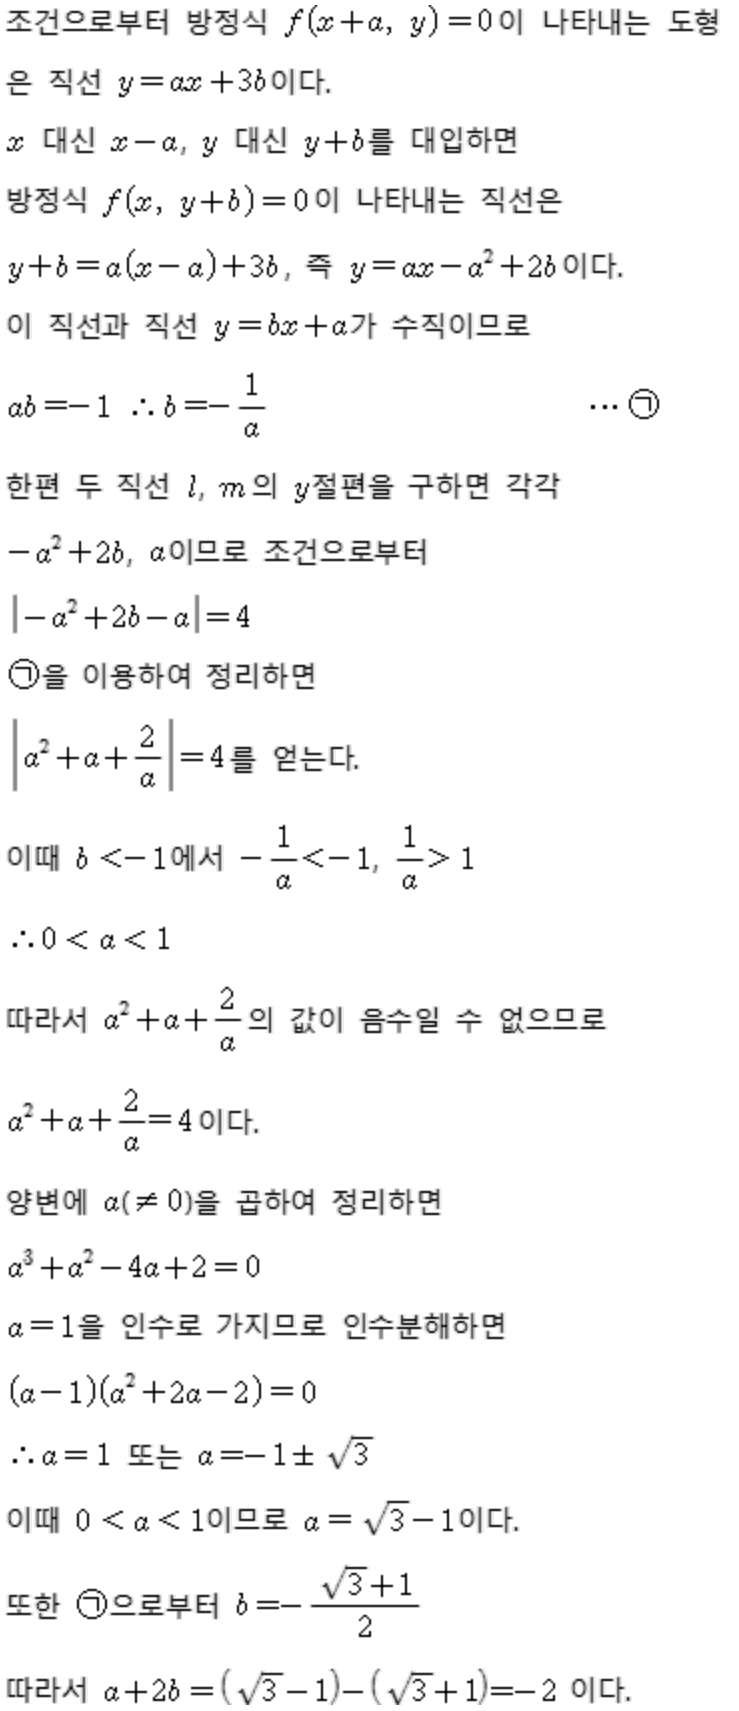 조건으로부터 방정식 f(x+a, y)=0이 나타내는 도형
은 직선 y=ax+3b이다.
x 대신 x-a, y 대신 y+b를 대입하면
방정식 f(x, y+b)=0이 나타내는 직선은
y+b=a(x-a)+3b, 즉 y=ax-a²+2b이다.
이 직선과 직선 y=bx+a가 수직이므로
ab=-1 ∴b=-1/a ⋯ ㉠
한편 두 직선 l, m의 y절편을 구하면 각각
-a²+2b, a이므로 조건으로부터
|-a²+2b-a|=4
㉠을 이용하여 정리하면
|a²+a+2/a|=4를 얻는다.
이때 b<-1에서 -1/a<-1, 1/a>1
∴0<a<1
따라서 a²+a+2/a의 값이 음수일 수 없으므로
a²+a+2/a=4이다.
양변에 a(≠0)을 곱하여 정리하면
a³+a²-4a+2=0
a=1을 인수로 가지므로 인수분해하면
(a-1)(a²+2a-2)=0
∴a=1 또는 a=-1±√3
이때 0<a<1이므로 a=√3-1이다.
또한 ㉠으로부터 b=-(√3+1)/2
따라서 a+2b=(√3-1)-(√3+1)=-2 이다.